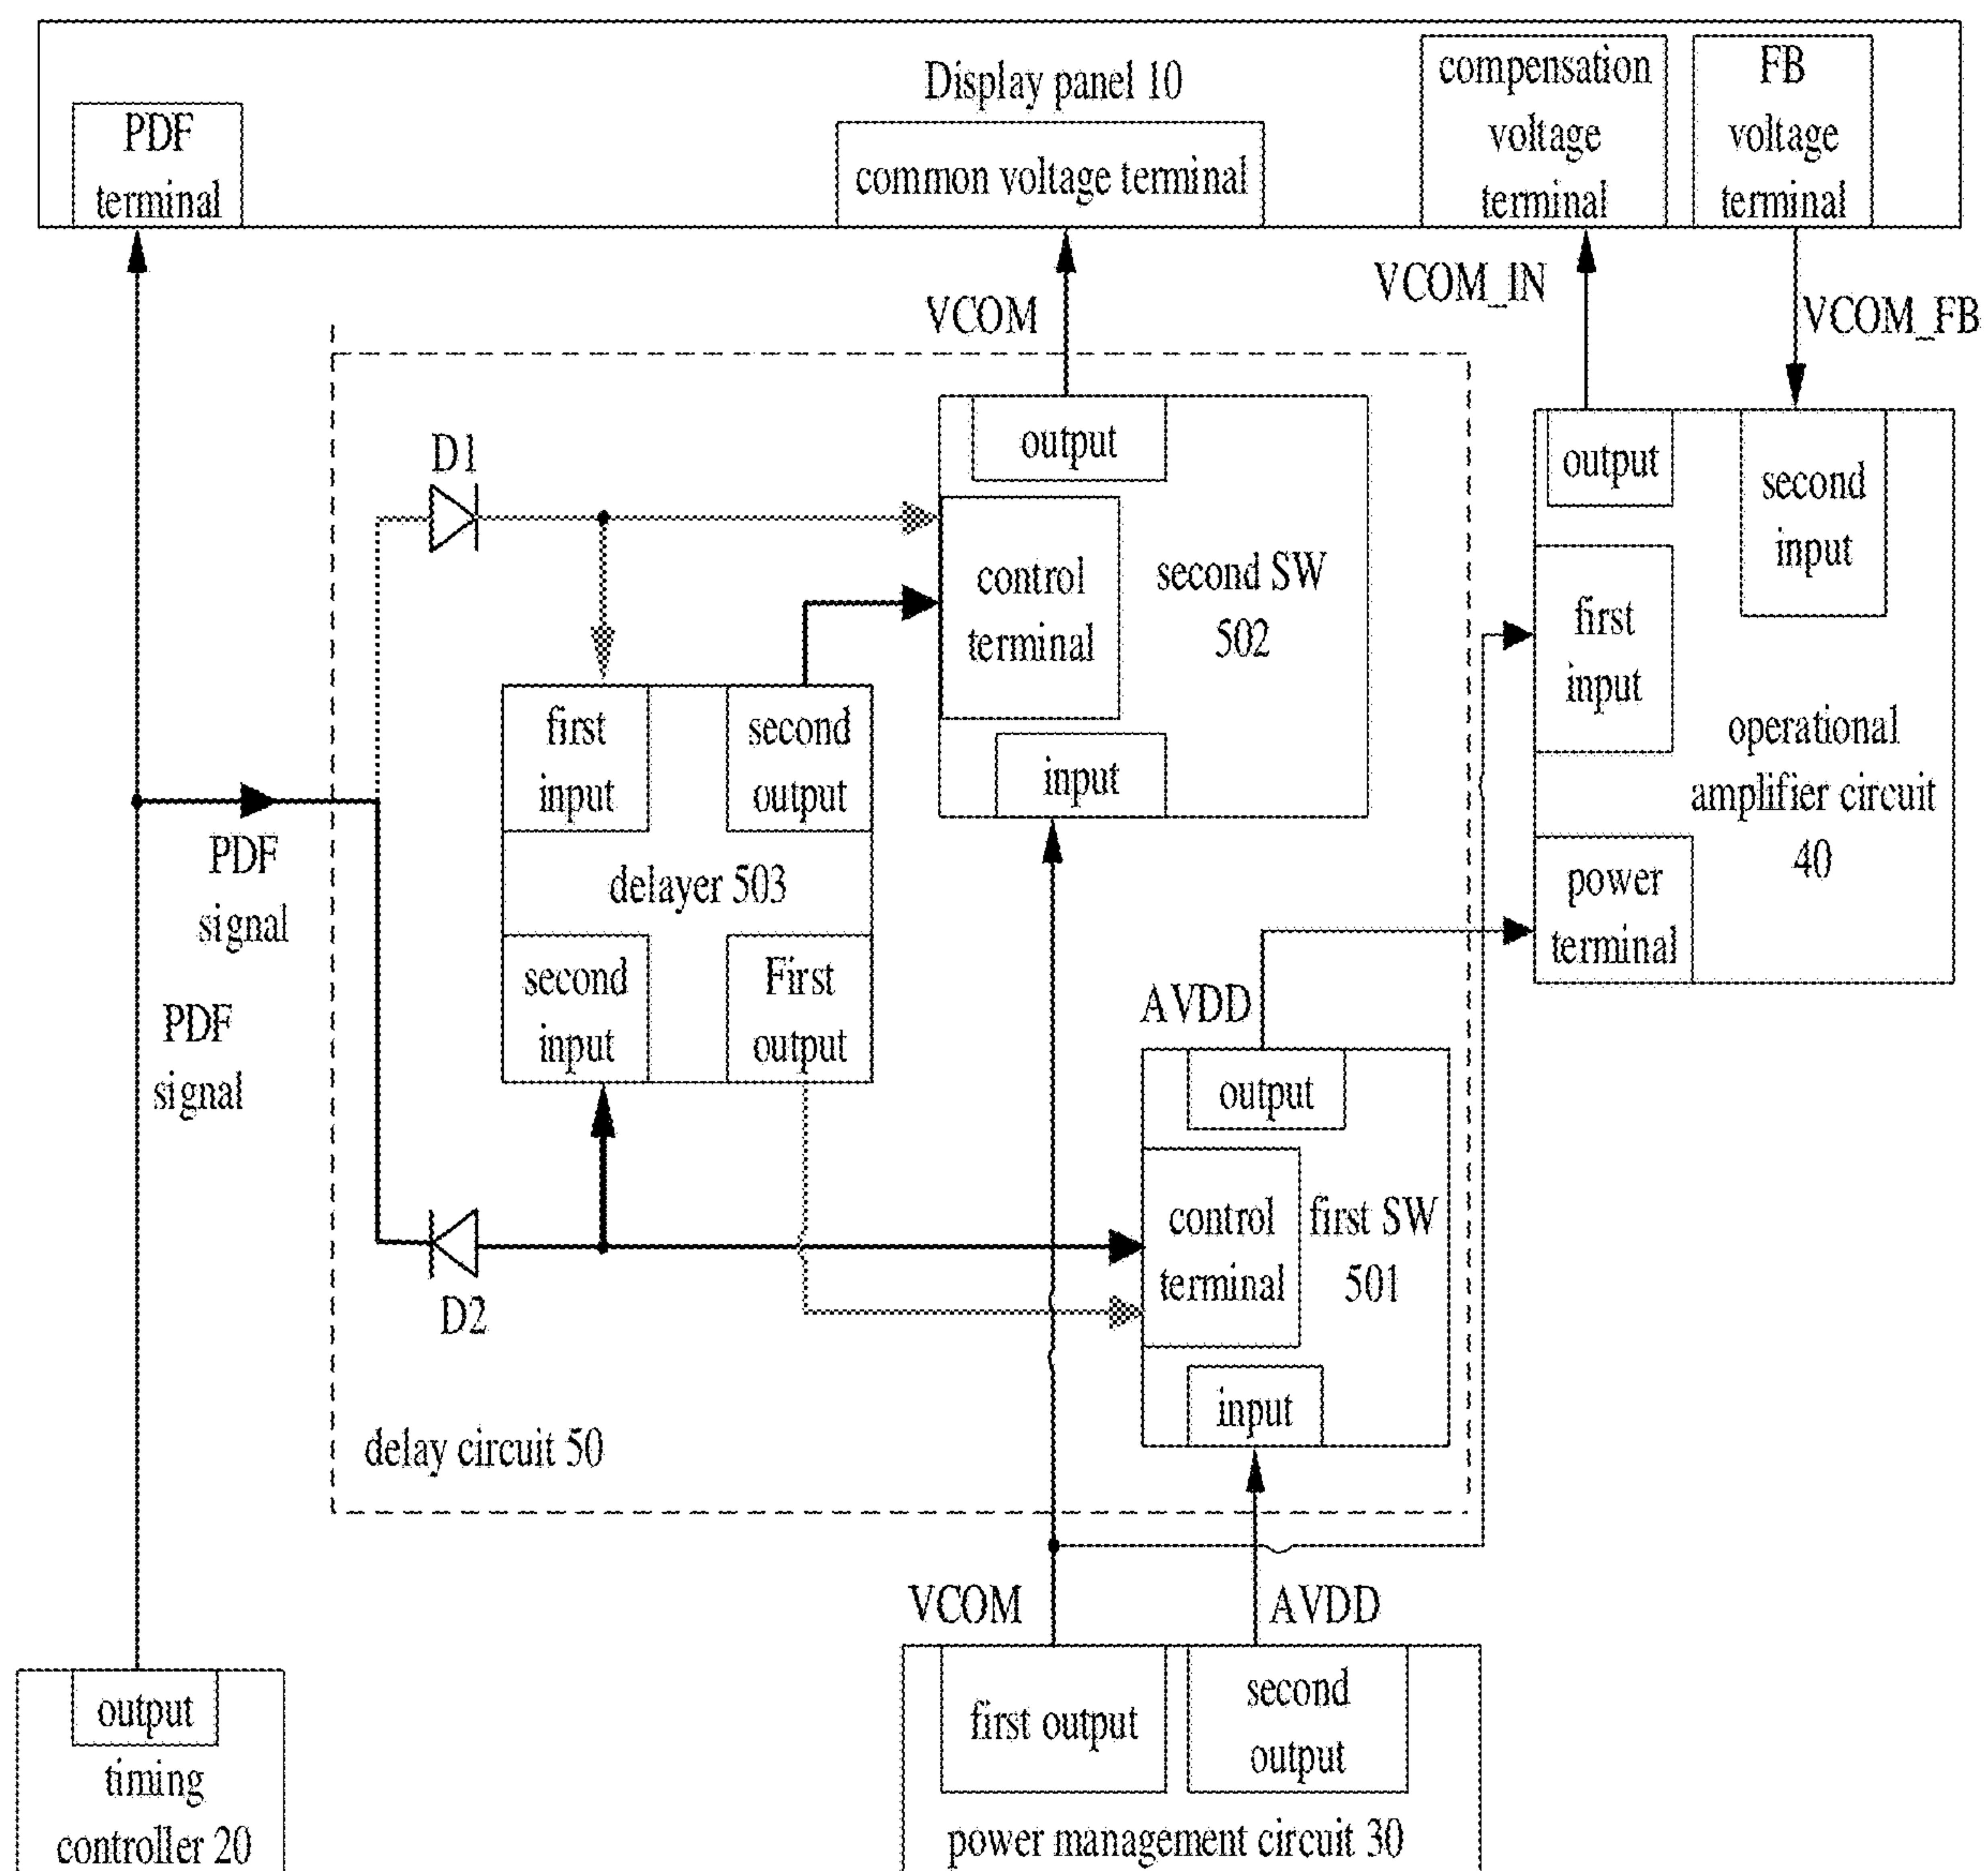 Display panel 10
PDF
terminal
common voltage terminal
compensation
voltage
terminal
FB
voltage
terminal
VCOM
VCOM_IN
VCOM_FB
D1
output
control
terminal
second SW
502
input
output
second
input
first
input
operational
amplifier circuit
40
power
terminal
first
input
second
output
delayer 503
second
input
First
output
PDF
signal
PDF
signal
AVDD
output
control
terminal
first SW
501
input
D2
delay circuit 50
VCOM
AVDD
output
timing
controller 20
first output
second
output
power management circuit 30